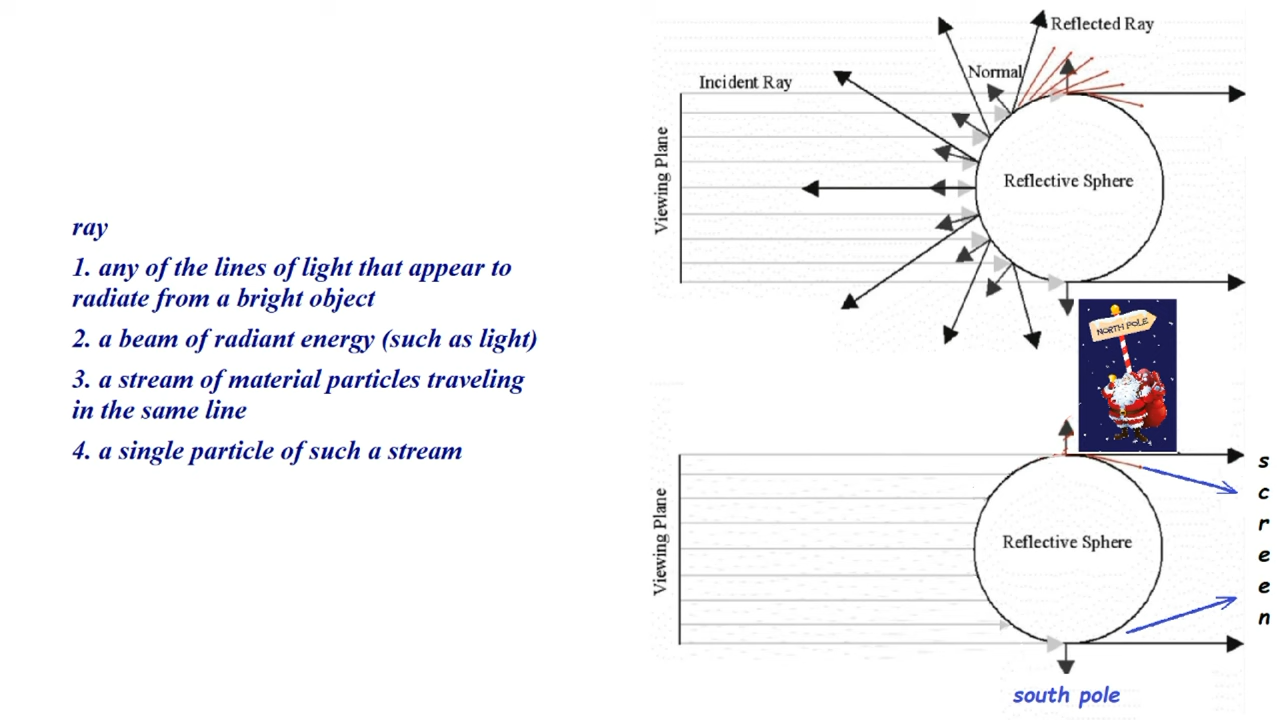 ray
1. any of the lines of light that appear to
radiate from a bright object
2. a beam of radiant energy (such as light)
3. a stream of material particles traveling
in the same line
4. a single particle of such a stream
Reflected Ray
Normal
Incident Ray
Viewing Plane
Reflective Sphere
NORTH POLE
screen
Viewing Plane
Reflective Sphere
south pole